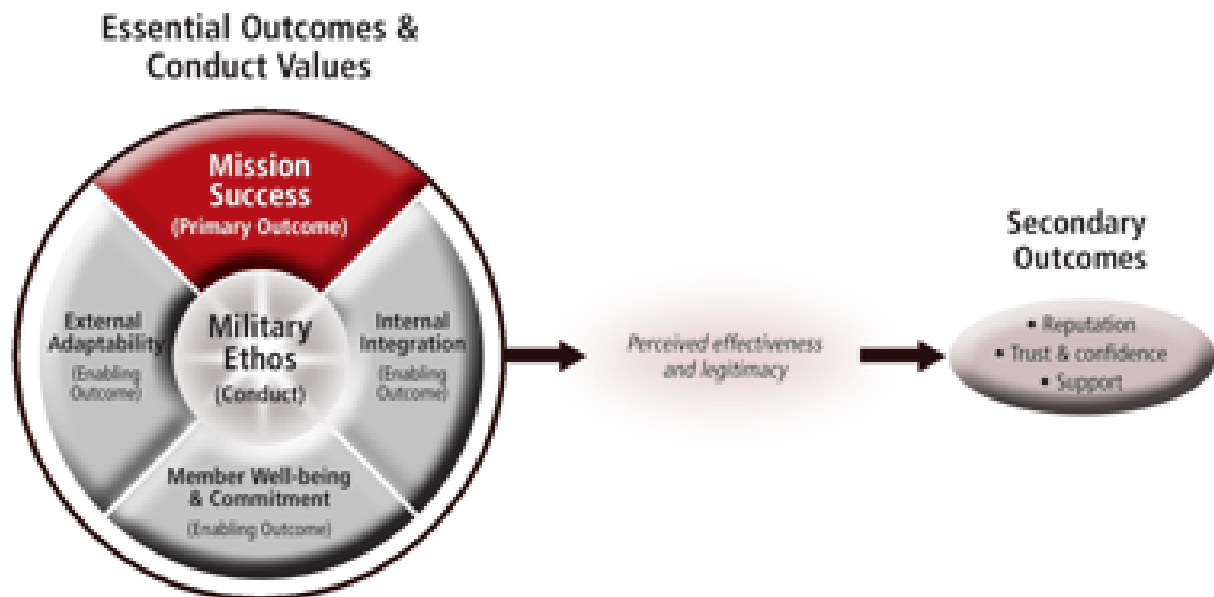 Essential Outcomes &
Conduct Values
Mission
Success
(Primary Outcome)
External
Adaptability
(Enabling
Outcome)
Military
Ethos
(Conduct)
Internal
Integration
(Enabling
Outcome)
Member Well-being
& Commitment
(Enabling Outcome)
Perceived effectiveness
and legitimacy
Secondary
Outcomes
▪ Reputation
▪ Trust & confidence
▪ Support